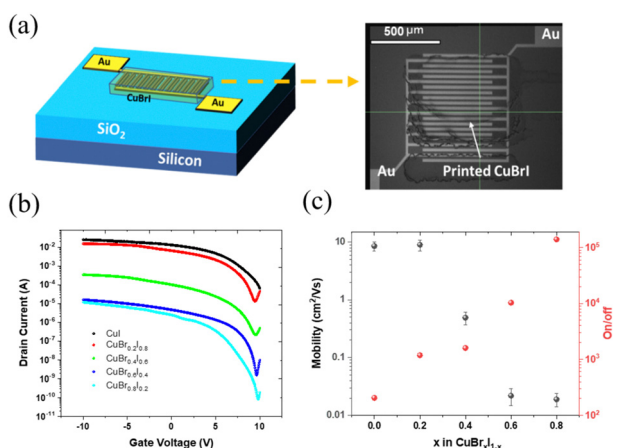 (a)
Au
CuBrI
Au
SiO₂
Silicon
500 µm
Au
Au
Printed CuBrI
(b)
Drain Current (A)
10⁻²
10⁻³
10⁻⁴
10⁻⁵
10⁻⁶
10⁻⁷
10⁻⁸
10⁻⁹
10⁻¹⁰
10⁻¹¹
CuI
CuBr₀.₂I₀.₈
CuBr₀.₄I₀.₆
CuBr₀.₆I₀.₄
CuBr₀.₈I₀.₂
-10 -5 0 5 10
Gate Voltage (V)
(c)
Mobility (cm²/Vs)
10
1
0.1
0.01
10⁵
10⁴
10³
10²
On/off
0.0 0.2 0.4 0.6 0.8
x in CuBrₓI₁₋ₓ